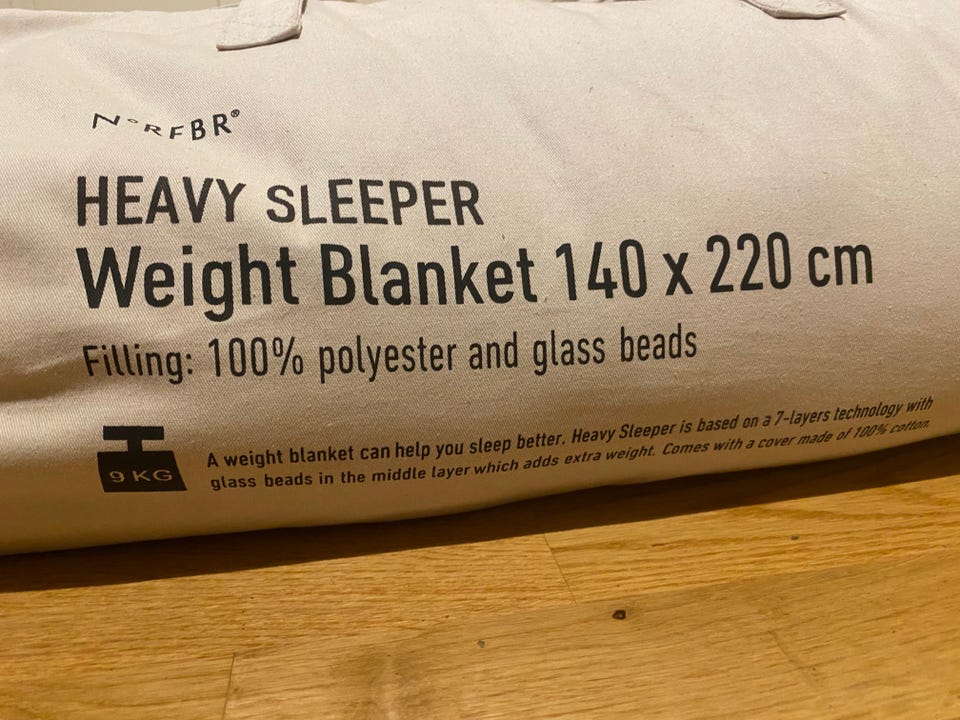 NORFBR®
HEAVY SLEEPER
Weight Blanket 140 x 220 cm
Filling: 100% polyester and glass beads
9 KG
A weight blanket can help you sleep better. Heavy Sleeper is based on a 7-layers technology with
glass beads in the middle layer which adds extra weight. Comes with a cover made of 100% cotton.